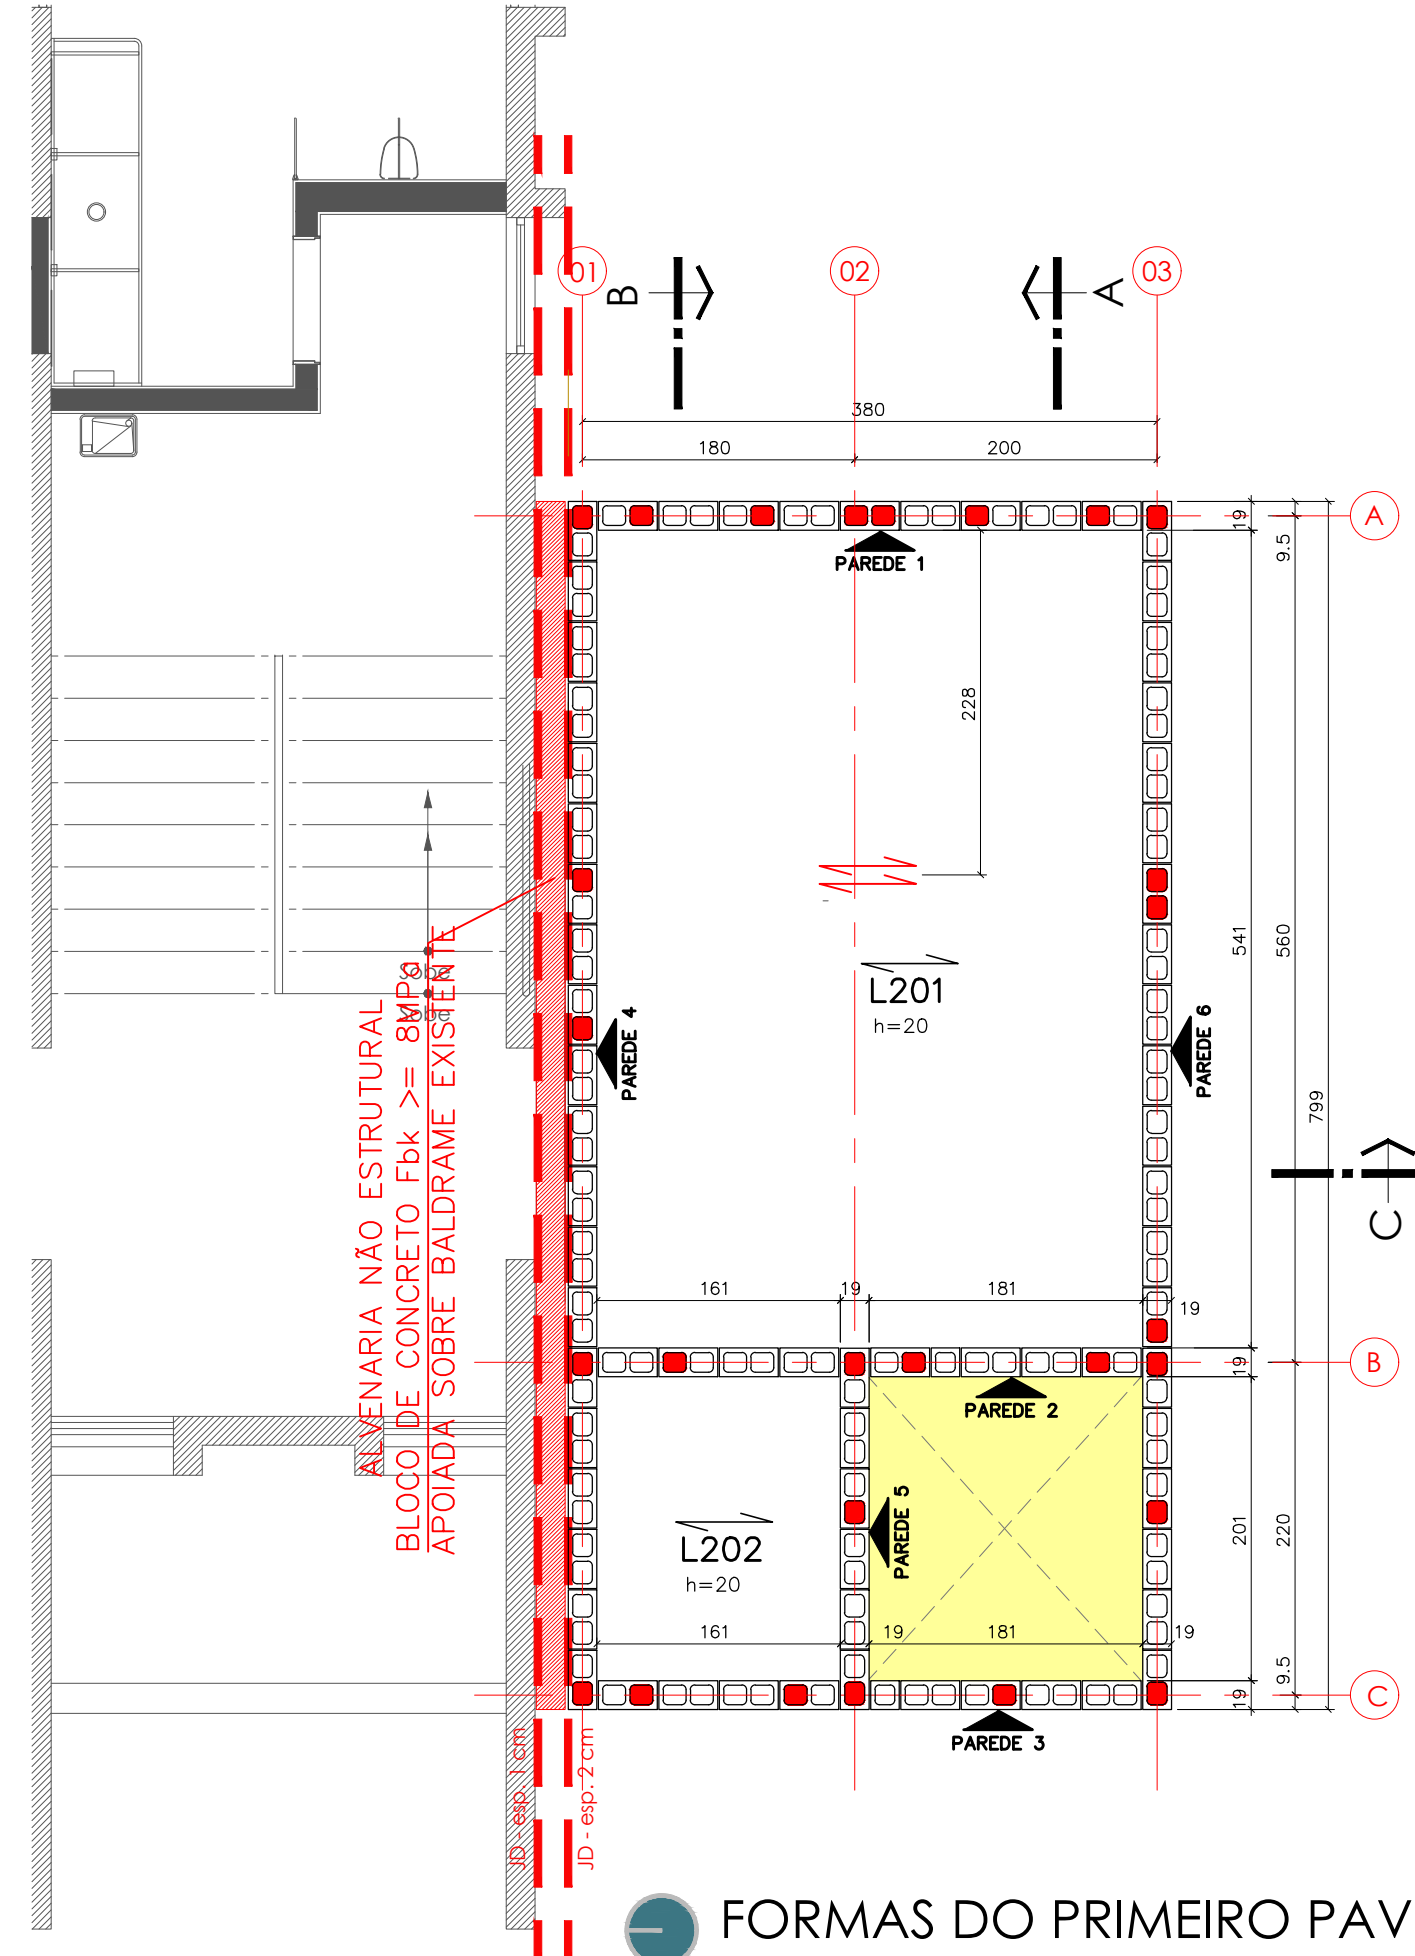 01
02
03
B
A
380
180
200
A
19
9.5
PAREDE 1
228
541
560
799
Sobe
Sobe
L201
h=20
PAREDE 4
PAREDE 6
C
ALVENARIA NÃO ESTRUTURAL
BLOCO DE CONCRETO Fbk >= 8MPa
APOIADA SOBRE BALDRAME EXISTENTE
161
19
181
19
19
B
PAREDE 2
PAREDE 5
L202
h=20
201
220
161
19
181
19
9.5
19
C
PAREDE 3
JD - esp. 1 cm
JD - esp. 2 cm
FORMAS DO PRIMEIRO PAV